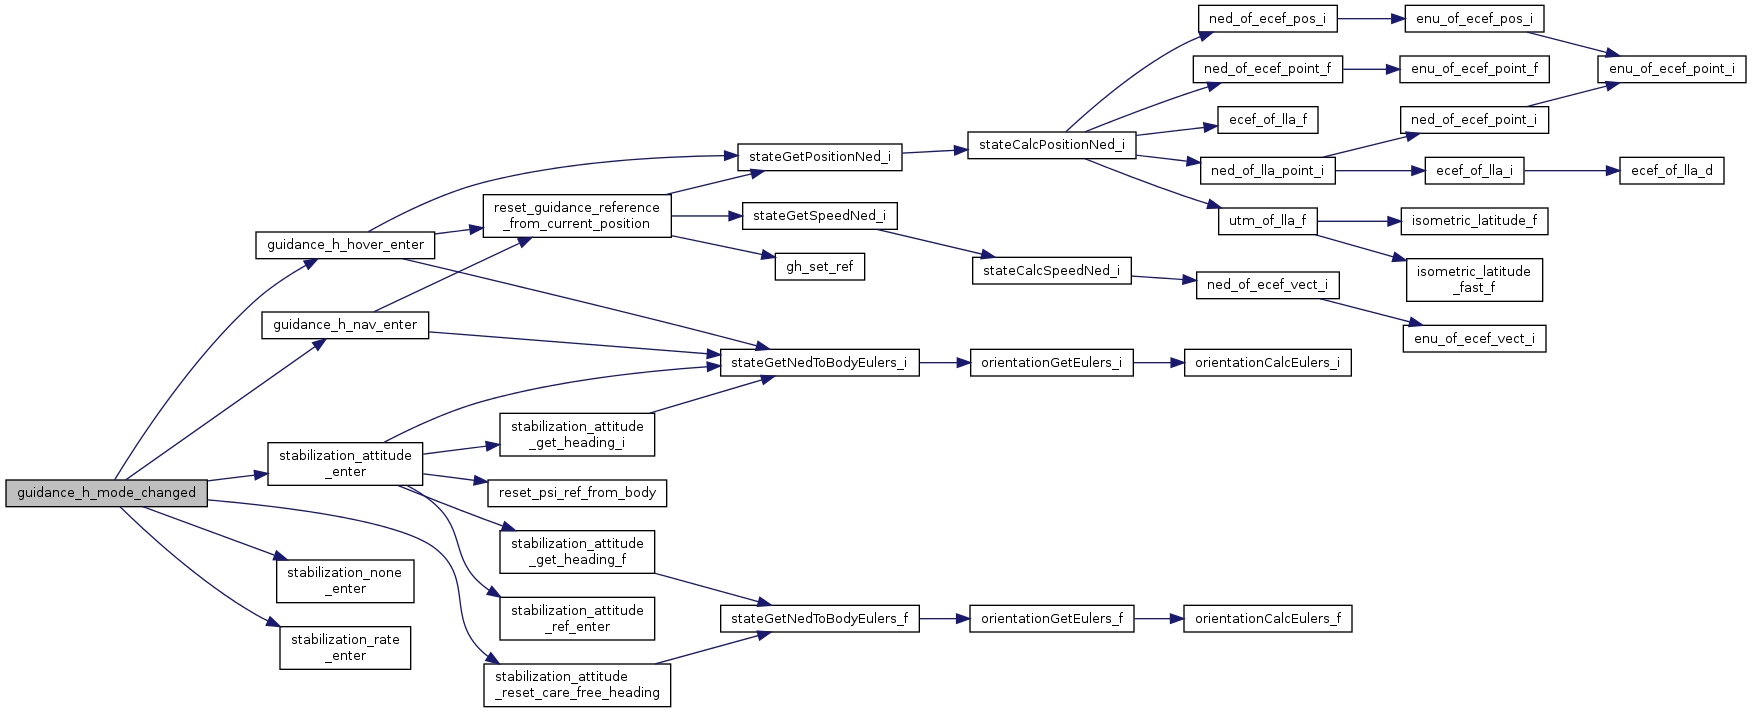 ned_of_ecef_pos_i
enu_of_ecef_pos_i
ned_of_ecef_point_f
enu_of_ecef_point_f
enu_of_ecef_point_i
ecef_of_lla_f
ned_of_ecef_point_i
stateGetPositionNed_i
stateCalcPositionNed_i
ned_of_lla_point_i
ecef_of_lla_i
ecef_of_lla_d
reset_guidance_reference
_from_current_position
stateGetSpeedNed_i
utm_of_lla_f
isometric_latitude_f
guidance_h_hover_enter
gh_set_ref
stateCalcSpeedNed_i
isometric_latitude
_fast_f
ned_of_ecef_vect_i
guidance_h_nav_enter
enu_of_ecef_vect_i
stateGetNedToBodyEulers_i
orientationGetEulers_i
orientationCalcEulers_i
stabilization_attitude
_get_heading_i
stabilization_attitude
_enter
guidance_h_mode_changed
reset_psi_ref_from_body
stabilization_attitude
_get_heading_f
stabilization_none
_enter
stabilization_attitude
_ref_enter
stateGetNedToBodyEulers_f
orientationGetEulers_f
orientationCalcEulers_f
stabilization_rate
_enter
stabilization_attitude
_reset_care_free_heading